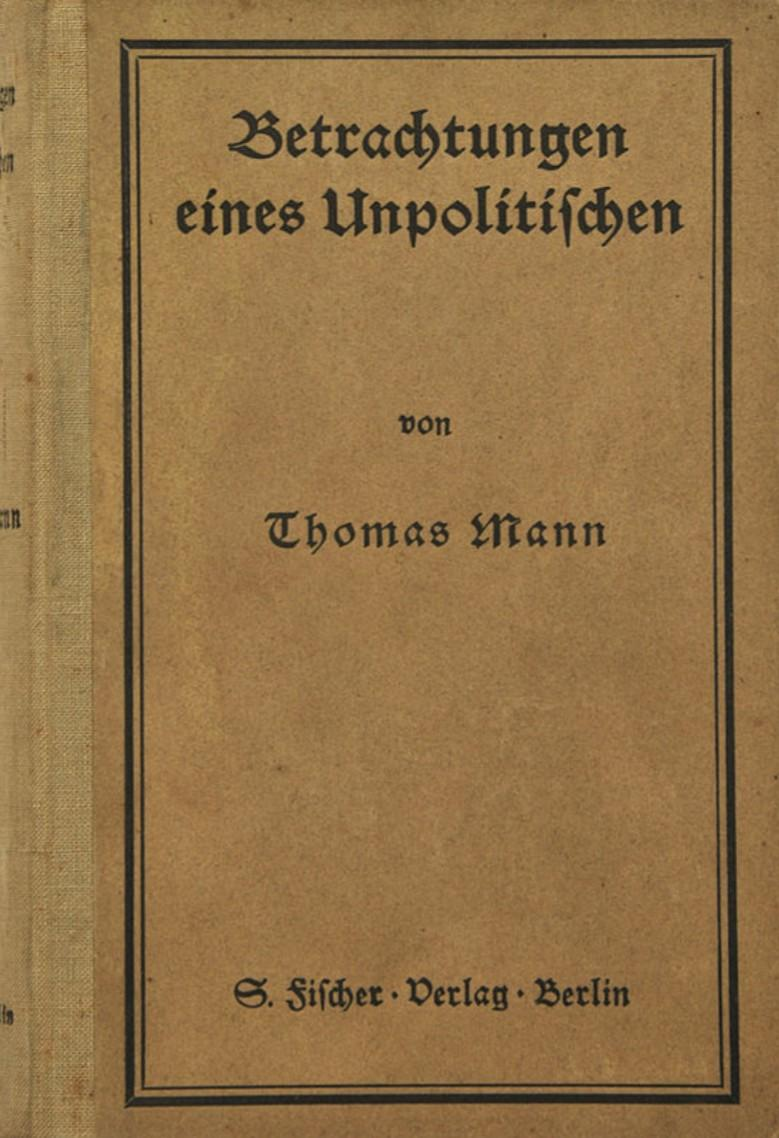 Betrachtungen
eines Unpolitiſchen
von
Thomas Mann
S. Fiſcher · Verlag · Berlin